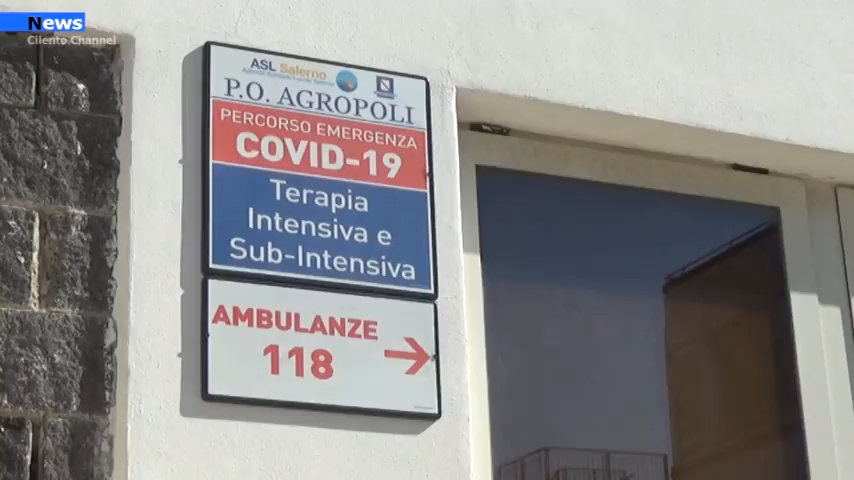 News
Cilento Channel
ASL Salerno
P.O. AGROPOLI
PERCORSO EMERGENZA
COVID-19
Terapia
Intensiva e
Sub-Intensiva
AMBULANZE
118